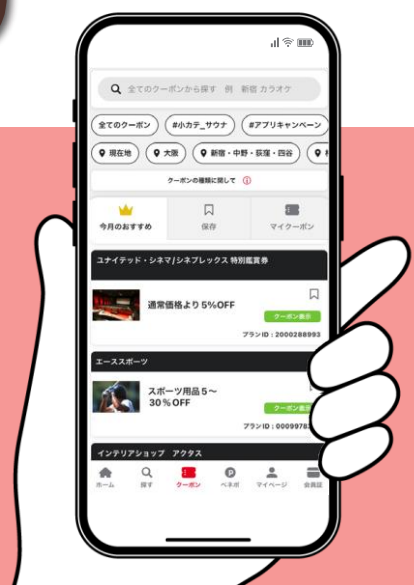 全てのクーポンから探す 例 新宿 カラオケ
全てのクーポン #小カテ_サウナ #アプリキャンペーン
現在地 大阪 新宿・中野・荻窪・四谷
クーポンの種類に関して
今月のおすすめ 保存 マイクーポン
ユナイテッド・シネマ/シネプレックス 特別鑑賞券
通常価格より5%OFF
クーポン表示
プランID:2000288993
エーススポーツ
スポーツ用品5〜
30%OFF
クーポン表示
プランID:0009978
インテリアショップ アクタス
ホーム 探す クーポン ベネポ マイページ 会員証